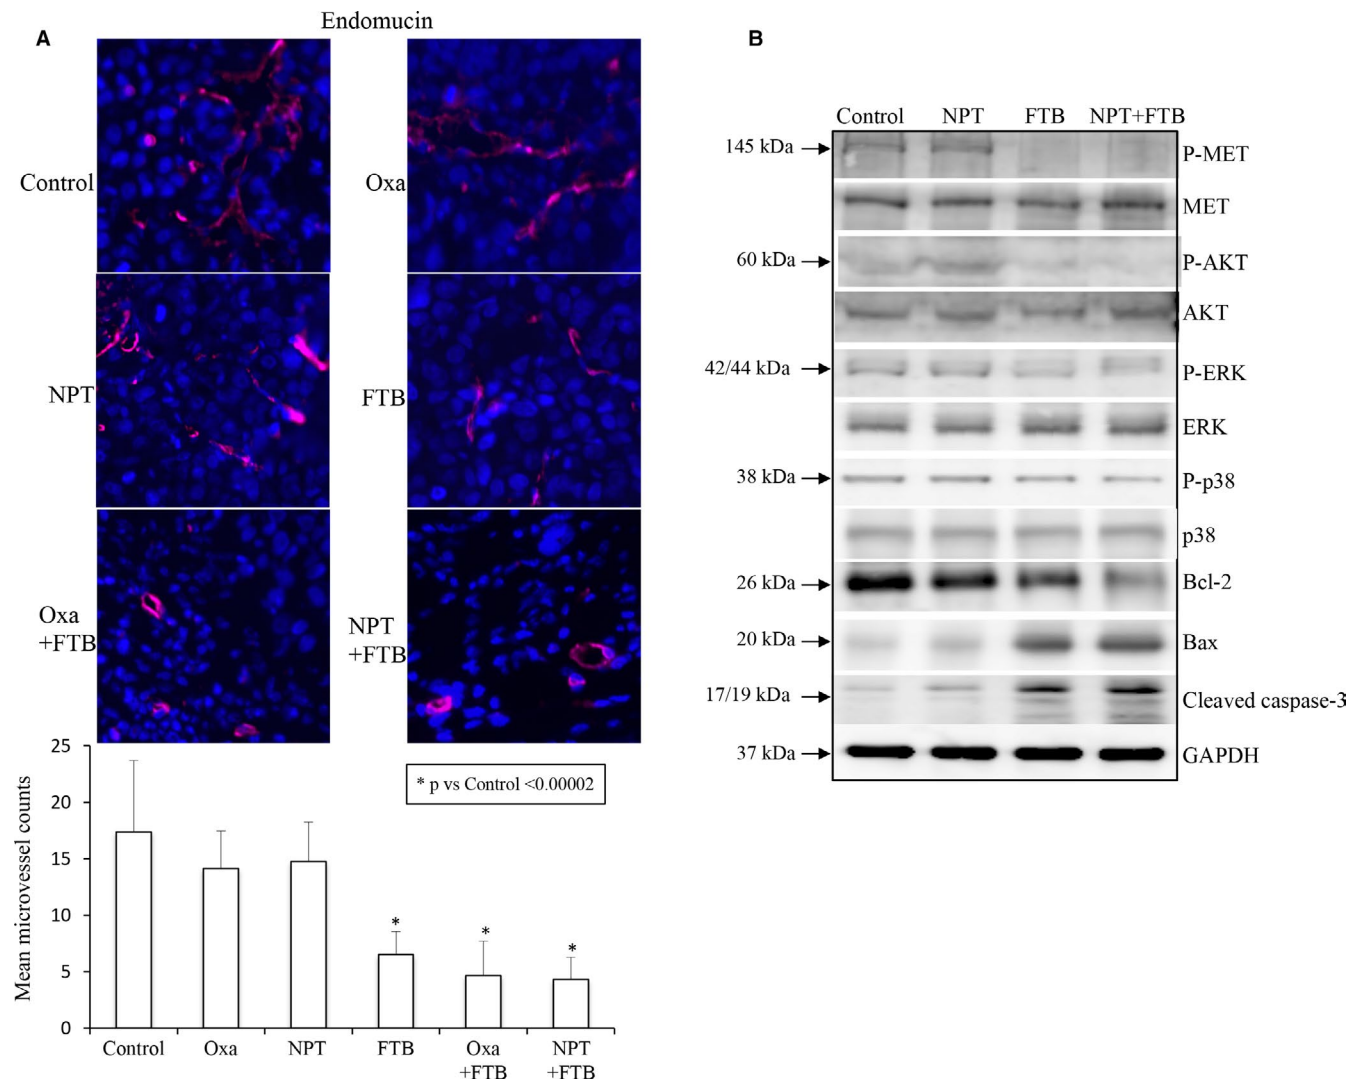 Endomucin
A
Control
Oxa
NPT
FTB
Oxa
+FTB
NPT
+FTB
* p vs Control <0.00002
Mean microvessel counts
25
20
15
10
5
0
*
*
*
Control
Oxa
NPT
FTB
Oxa
+FTB
NPT
+FTB
B
Control NPT FTB NPT+FTB
145 kDa P-MET
MET
60 kDa P-AKT
AKT
42/44 kDa P-ERK
ERK
38 kDa P-p38
p38
26 kDa Bcl-2
20 kDa Bax
17/19 kDa Cleaved caspase-3
37 kDa GAPDH